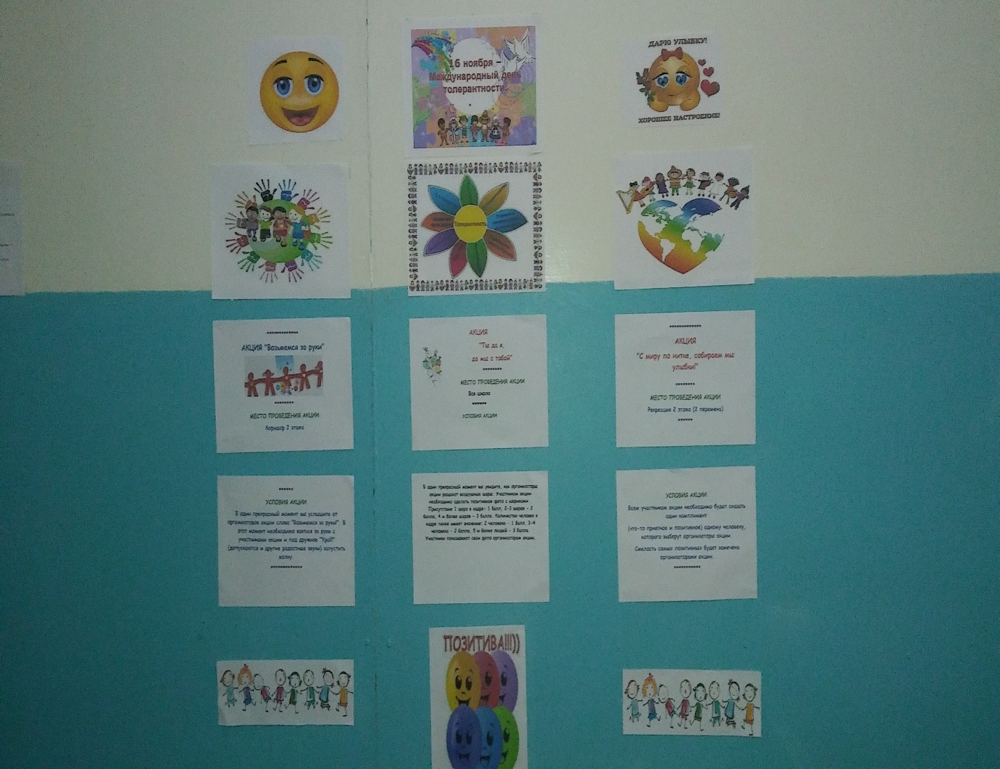 16 ноября –
Международный день
толерантности
ДАРЮ УЛЫБКУ!
ХОРОШЕЕ НАСТРОЕНИЕ!
Толерантность
АКЦИЯ "Возьмемся за руки"
МЕСТО ПРОВЕДЕНИЯ АКЦИИ
Коридор 2 этажа
АКЦИЯ
"Ты да я,
да мы с тобой"
МЕСТО ПРОВЕДЕНИЯ АКЦИИ
Вся школа
УСЛОВИЯ АКЦИИ
АКЦИЯ
"С миру по нитке, собираем мы
улыбки!"
МЕСТО ПРОВЕДЕНИЯ АКЦИИ
Рекреация 2 этажа (2 перемена)
УСЛОВИЯ АКЦИИ
В один прекрасный момент вы услышите от
организаторов акции слова "Возьмемся за руки!". В
этот момент необходимо взяться за руки с
участниками акции и под дружное "Ура!!!"
(допускаются и другие радостные звуки) запустить
волну.
В один прекрасный момент вы увидите, как организаторы
акции раздают воздушные шары. Участникам акции
необходимо сделать позитивное фото с шариками
Присутствие 1 шара в кадре- 1 балл, 2-3 шаров – 2
балла, 4 и более шаров – 3 балла. Количество человек в
кадре также имеет значение: 2 человека – 1 балл, 3-4
человека – 2 балла, 5 и более людей – 3 балла.
Участники показывают свои фото организаторам акции.
УСЛОВИЯ АКЦИИ
Всем участникам акции необходимо будет сказать
один комплимент
(что-то приятное и позитивное) одному человеку,
которого выберут организаторы акции.
Смелость самых позитивных будет замечена
организаторами акции.
ПОЗИТИВА!!!))